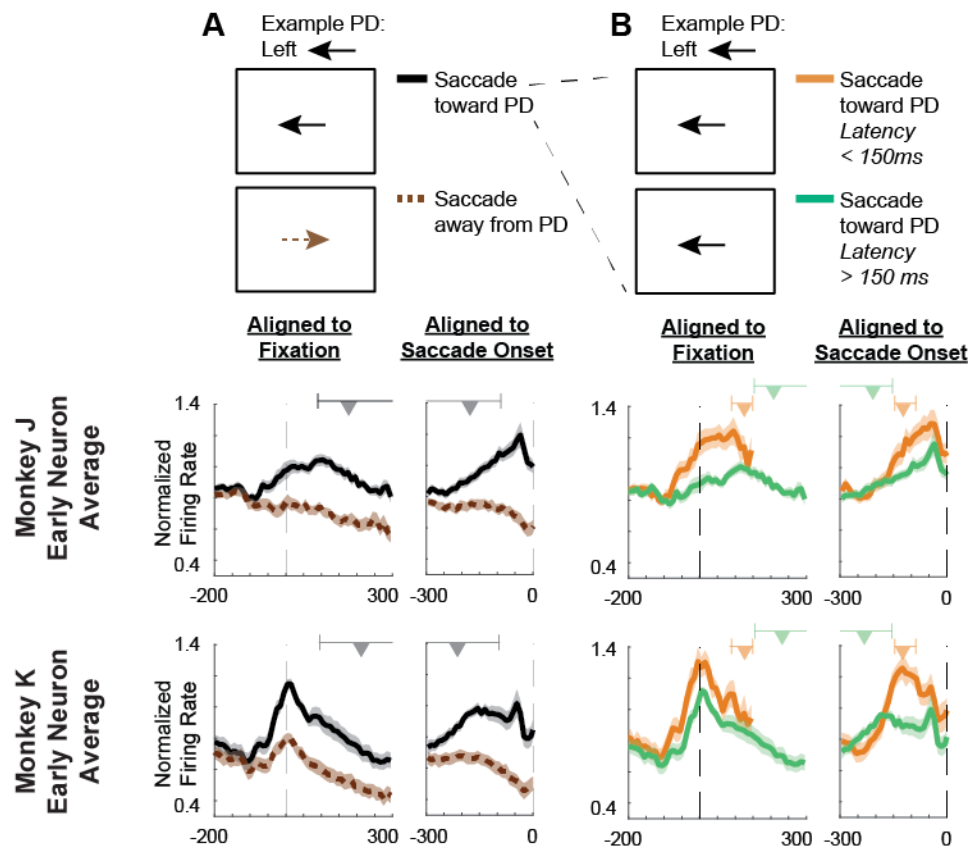 A
Example PD:
Left
Saccade
toward PD
Saccade
away from PD
B
Example PD:
Left
Saccade
toward PD
Latency
< 150ms
Saccade
toward PD
Latency
> 150 ms
Aligned to
Fixation
Aligned to
Saccade Onset
Aligned to
Fixation
Aligned to
Saccade Onset
Monkey J
Early Neuron
Average
Normalized
Firing Rate
1.4
0.4
-200
300
-300
0
1.4
0.4
-200
300
-300
0
Monkey K
Early Neuron
Average
Normalized
Firing Rate
1.4
0.4
-200
300
-300
0
1.4
0.4
-200
300
-300
0